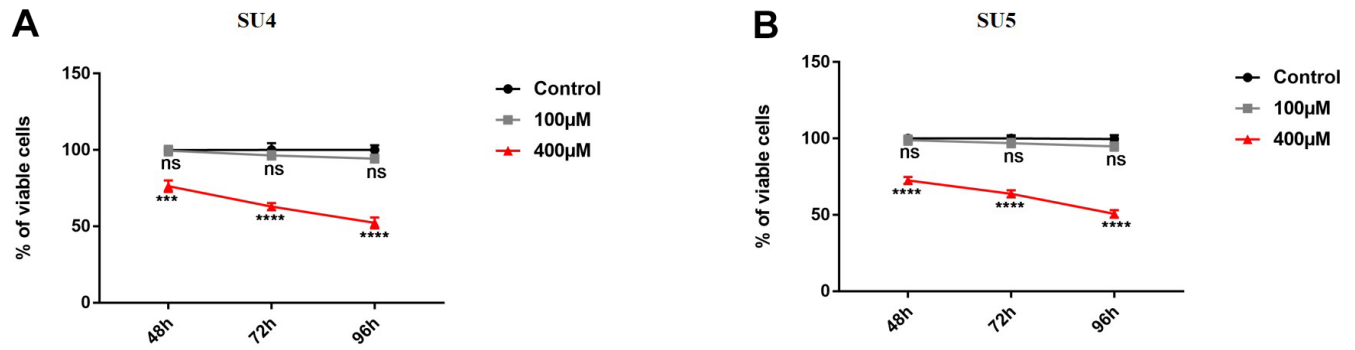 A
SU4
% of viable cells
150
100
50
0
ns
ns
ns
***
****
****
48h
72h
96h
Control
100µM
400µM
B
SU5
% of viable cells
150
100
50
0
ns
ns
ns
****
****
****
48h
72h
96h
Control
100µM
400µM